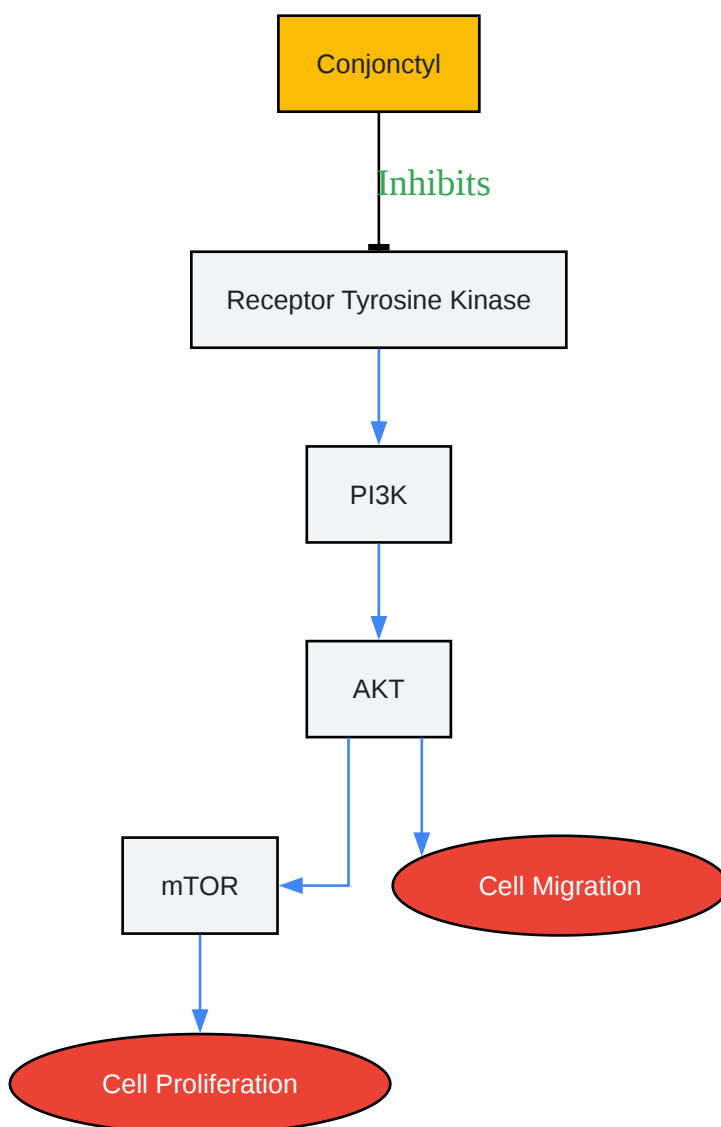 Conjonctyl
Inhibits
Receptor Tyrosine Kinase
PI3K
AKT
mTOR
Cell Migration
Cell Proliferation